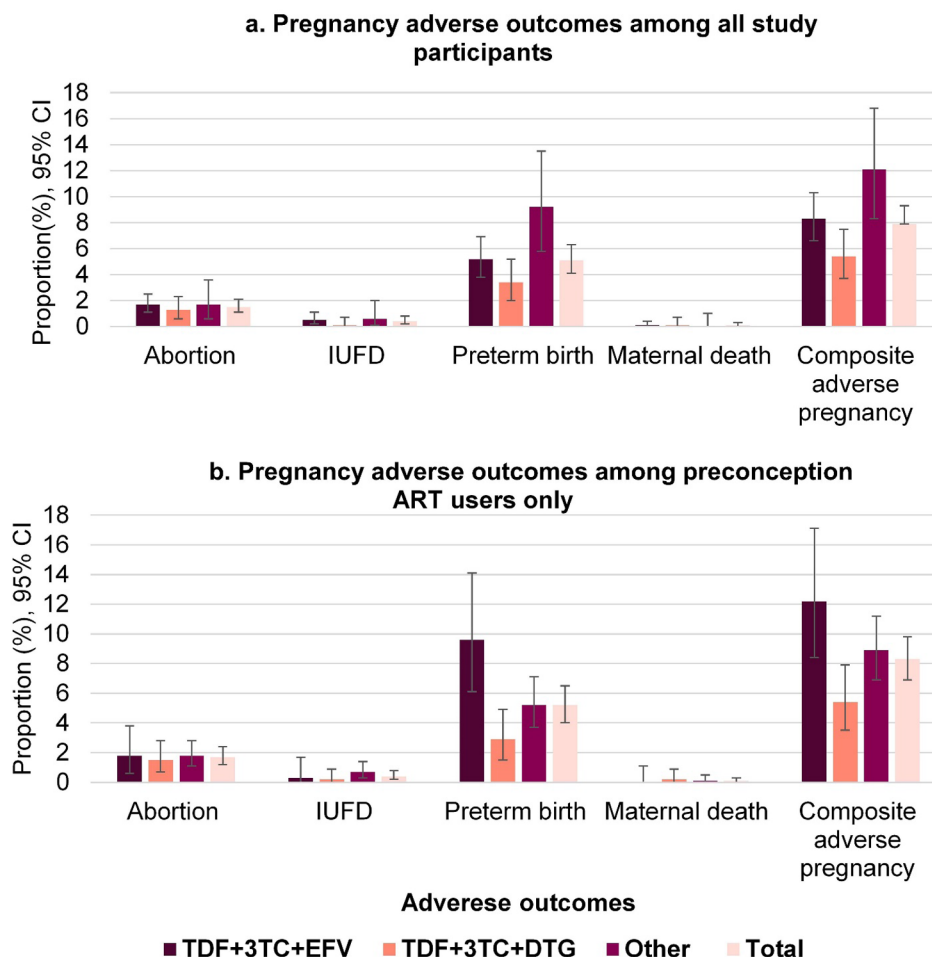 a. Pregnancy adverse outcomes among all study
participants
Proportion(%), 95% CI
18
16
14
12
10
8
6
4
2
0
Abortion
IUFD
Preterm birth
Maternal death
Composite
adverse
pregnancy
b. Pregnancy adverse outcomes among preconception
ART users only
Proportion (%), 95% CI
18
16
14
12
10
8
6
4
2
0
Abortion
IUFD
Preterm birth
Maternal death
Composite
adverse
pregnancy
Adverese outcomes
TDF+3TC+EFV TDF+3TC+DTG Other Total